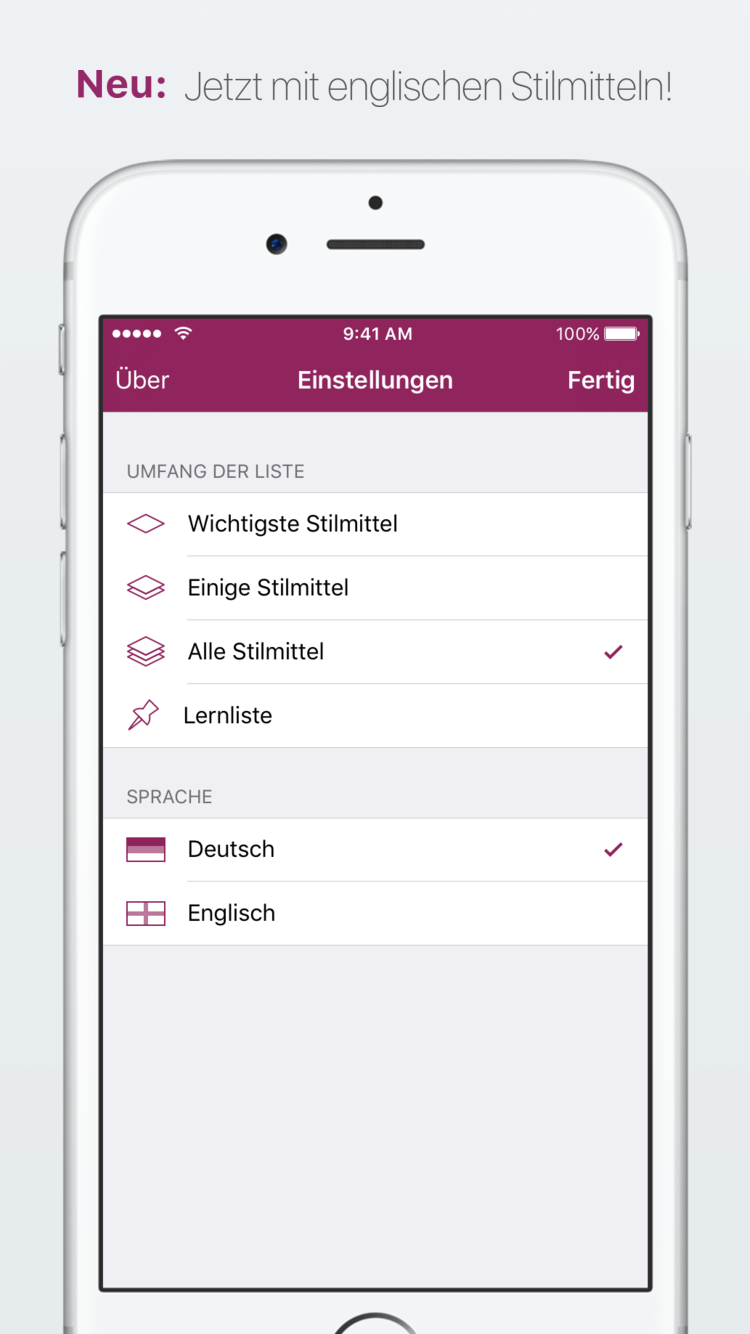 Neu: Jetzt mit englischen Stilmitteln!
9:41 AM 100%
Über Einstellungen Fertig
UMFANG DER LISTE
Wichtigste Stilmittel
Einige Stilmittel
Alle Stilmittel
Lernliste
SPRACHE
Deutsch
Englisch